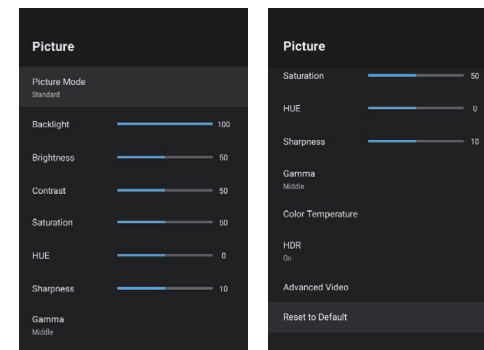 Picture
Picture Mode
Standard
Backlight 100
Brightness 50
Contrast 50
Saturation 50
HUE 0
Sharpness 10
Gamma
Middle
Picture
Saturation 50
HUE 0
Sharpness 10
Gamma
Middle
Color Temperature
HDR
On
Advanced Video
Reset to Default